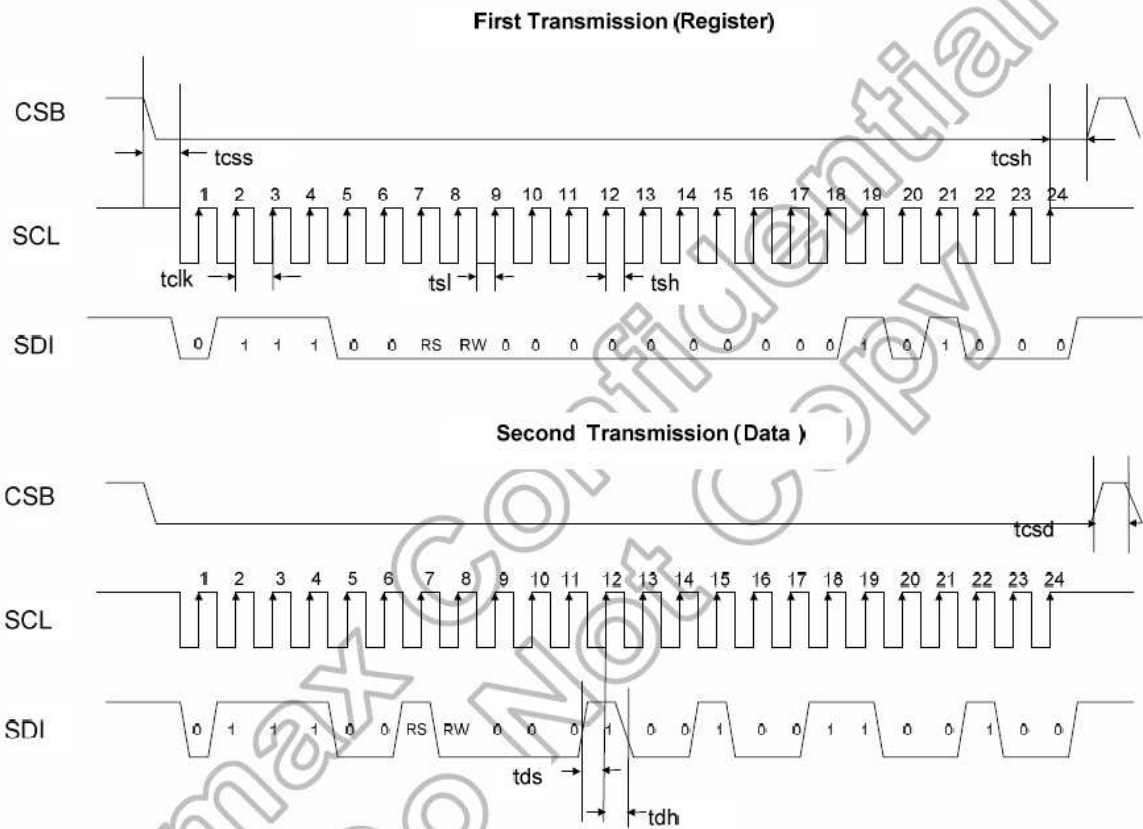 First Transmission (Register)
CSB
tcss
tcsh
1 2 3 4 5 6 7 8 9 10 11 12 13 14 15 16 17 18 19 20 21 22 23 24
SCL
tclk
tsl
tsh
SDI
0 1 1 1 0 0 RS RW 0 0 0 0 0 0 0 0 0 0 1 0 1 0 0 0
Second Transmission (Data )
CSB
tcsd
1 2 3 4 5 6 7 8 9 10 11 12 13 14 15 16 17 18 19 20 21 22 23 24
SCL
SDI
0 1 1 1 0 0 RS RW 0 0 0 1 0 0 1 0 0 1 1 0 0 1 0 0
tds
tdh
max Confidential
Do Not Copy